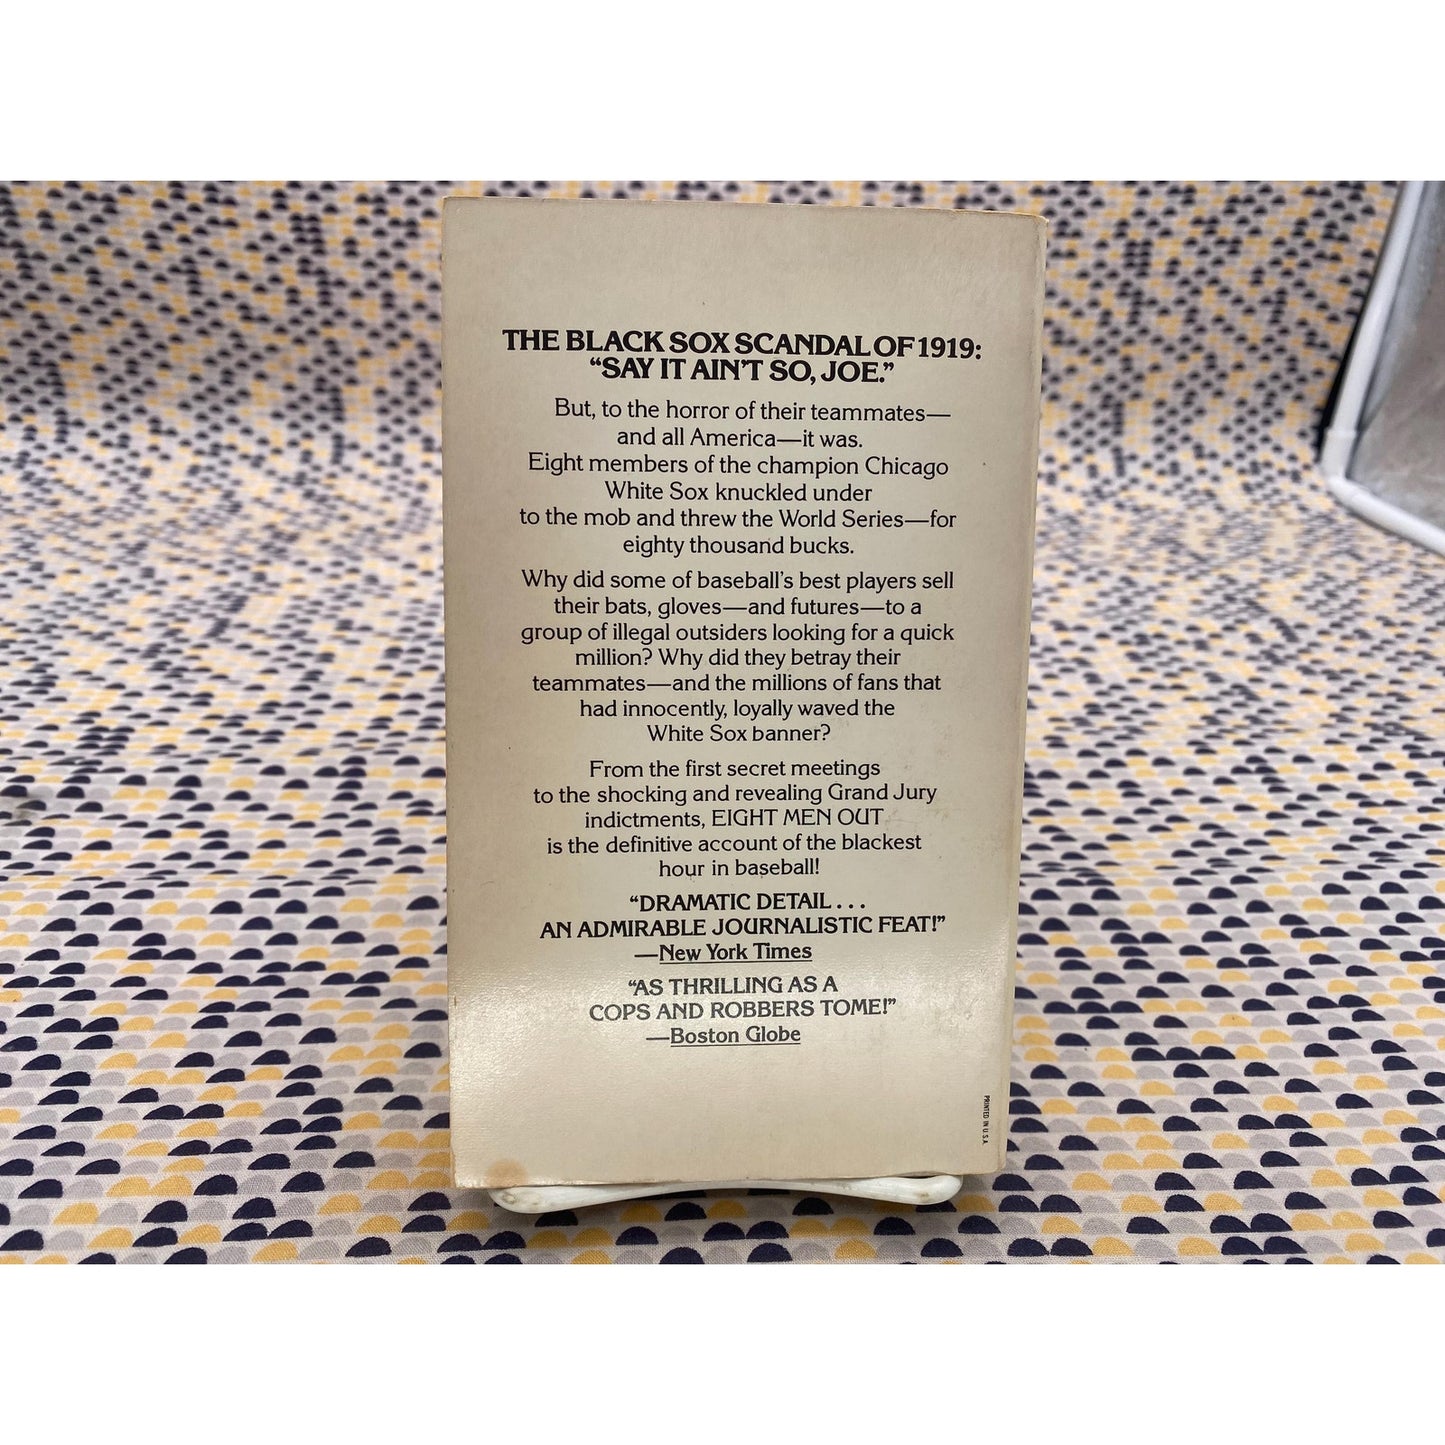 THE BLACK SOX SCANDAL OF 1919:
“SAY IT AIN'T SO, JOE.”
But, to the horror of their teammates—
and all America—it was.
Eight members of the champion Chicago
White Sox knuckled under
to the mob and threw the World Series—for
eighty thousand bucks.
Why did some of baseball's best players sell
their bats, gloves—and futures—to a
group of illegal outsiders looking for a quick
million? Why did they betray their
teammates—and the millions of fans that
had innocently, loyally waved the
White Sox banner?
From the first secret meetings
to the shocking and revealing Grand Jury
indictments, EIGHT MEN OUT
is the definitive account of the blackest
hour in baseball!
“DRAMATIC DETAIL...
AN ADMIRABLE JOURNALISTIC FEAT!”
—New York Times
“AS THRILLING AS A
COPS AND ROBBERS TOME!”
—Boston Globe
PRINTED IN U.S.A.